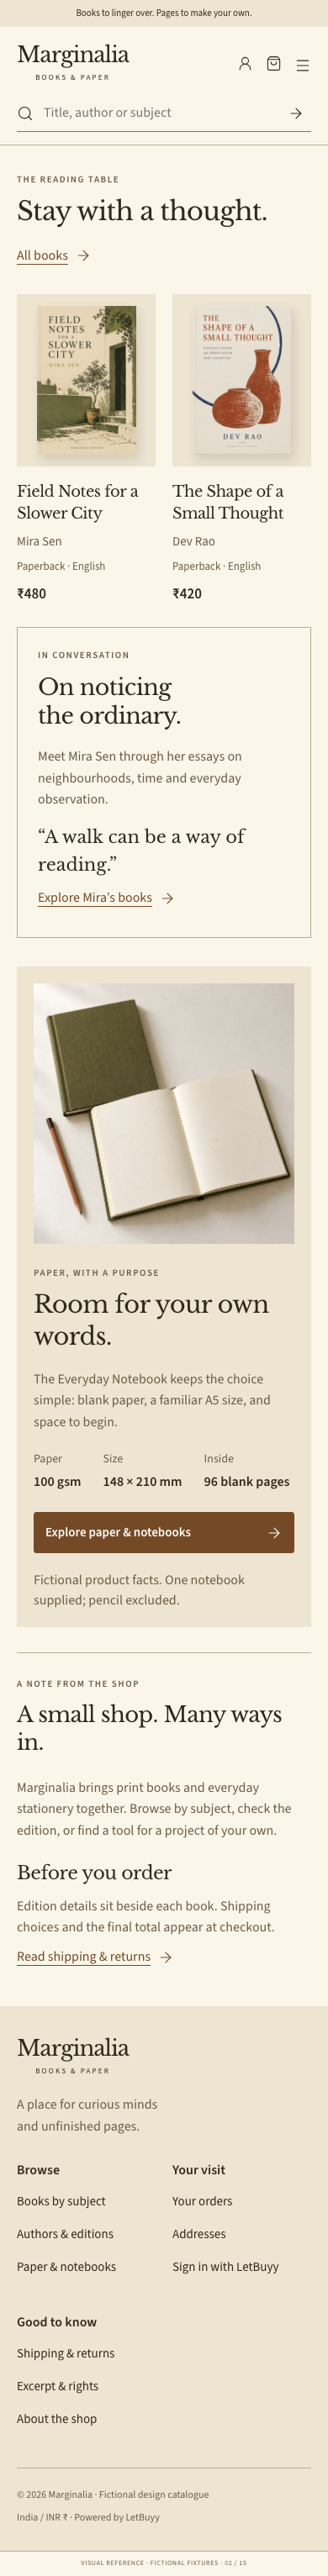 Books to linger over. Pages to make your own.
Marginalia
BOOKS & PAPER
Title, author or subject
THE READING TABLE
Stay with a thought.
All books
FIELD
NOTES
FOR A
SLOWER
CITY
MIRA SEN
THE
SHAPE OF A
SMALL THOUGHT
DEV RAO
Field Notes for a
Slower City
Mira Sen
Paperback · English
₹480
The Shape of a
Small Thought
Dev Rao
Paperback · English
₹420
IN CONVERSATION
On noticing
the ordinary.
Meet Mira Sen through her essays on
neighbourhoods, time and everyday
observation.
“A walk can be a way of
reading.”
Explore Mira’s books
PAPER, WITH A PURPOSE
Room for your own
words.
The Everyday Notebook keeps the choice
simple: blank paper, a familiar A5 size, and
space to begin.
Paper Size Inside
100 gsm 148 × 210 mm 96 blank pages
Explore paper & notebooks
Fictional product facts. One notebook
supplied; pencil excluded.
A NOTE FROM THE SHOP
A small shop. Many ways
in.
Marginalia brings print books and everyday
stationery together. Browse by subject, check the
edition, or find a tool for a project of your own.
Before you order
Edition details sit beside each book. Shipping
choices and the final total appear at checkout.
Read shipping & returns
Marginalia
BOOKS & PAPER
A place for curious minds
and unfinished pages.
Browse
Books by subject
Authors & editions
Paper & notebooks
Your visit
Your orders
Addresses
Sign in with LetBuyy
Good to know
Shipping & returns
Excerpt & rights
About the shop
© 2026 Marginalia · Fictional design catalogue
India / INR ₹ · Powered by LetBuyy
VISUAL REFERENCE · FICTIONAL FIXTURES · 02 / 15